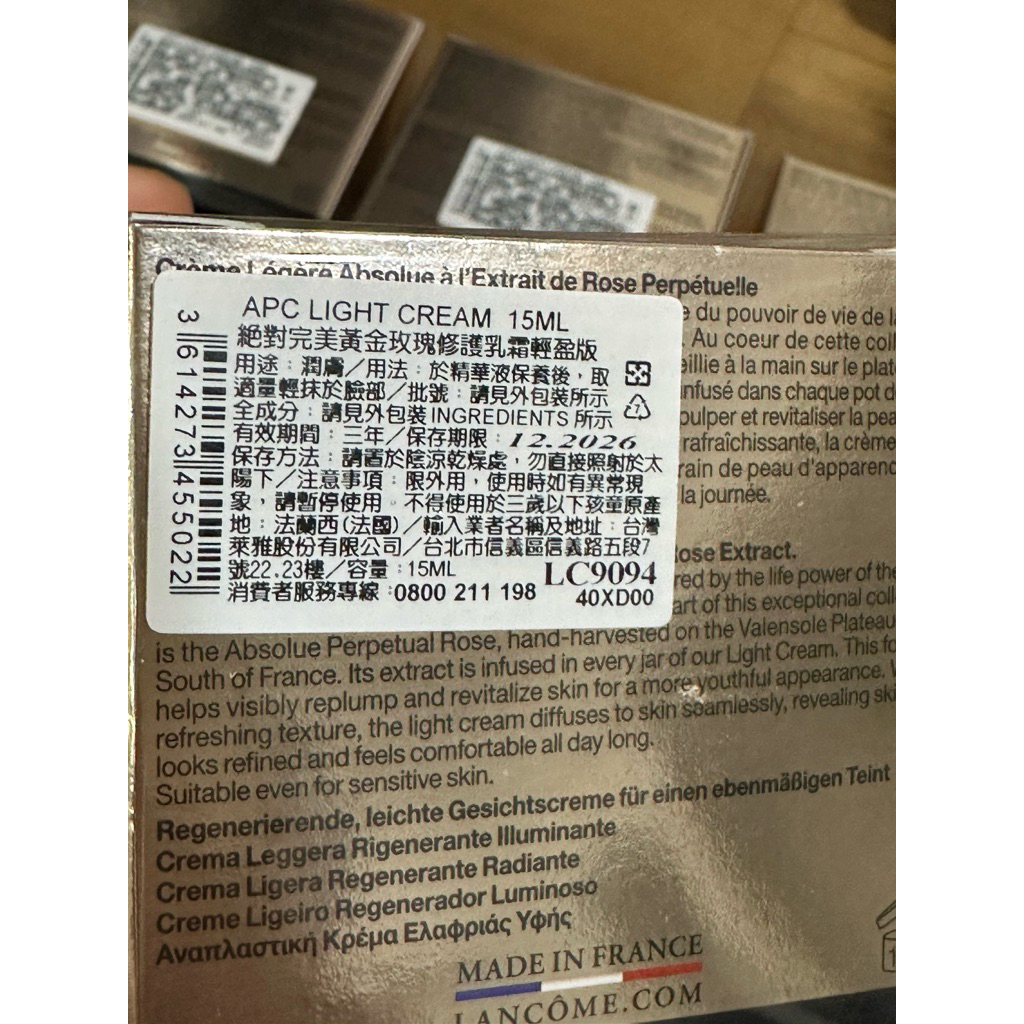 Crème Légère Absolue à l'Extrait de Rose Perpétuelle
APC LIGHT CREAM 15ML
絕對完美黃金玫瑰修護乳霜輕盈版
用途：潤膚／用法：於精華液保養後，取
適量輕抹於臉部／批號：請見外包裝所示
全成分：請見外包裝INGREDIENTS所示
有效期間：三年／保存期限：12.2026
保存方法：請置於陰涼乾燥處，勿直接照射於太
陽下／注意事項：限外用，使用時如有異常現
象，請暫停使用。不得使用於三歲以下孩童原產
地：法蘭西(法國)／輸入業者名稱及地址：台灣
萊雅股份有限公司／台北市信義區信義路五段7
號22.23樓／容量：15ML
LC9094
消費者服務專線：0800 211 198
40XD00
3 614273 455022
7
du pouvoir de vie de
. Au coeur de cette
eillie à la main sur le
nfusé dans chaque pot
pulper et revitaliser la
rafraîchissante, la crème
rain de peau
la journée.
Rose Extract.
red by the life power of the
art of this exceptional
is the Absolue Perpetual Rose, hand-harvested on the Valensole Plateau
South of France. Its extract is infused in every jar of our Light Cream. This
helps visibly replump and revitalize skin for a more youthful appearance.
refreshing texture, the light cream diffuses to skin seamlessly, revealing
looks refined and feels comfortable all day long.
Suitable even for sensitive skin.
Regenerierende, leichte Gesichtscreme für einen ebenmäßigen Teint
Crema Leggera Rigenerante Illuminante
Crema Ligera Regenerante Radiante
Creme Ligeiro Regenerador Luminoso
Αναπλαστική Κρέμα Ελαφριάς Υφής
MADE IN FRANCE
LANCÔME.COM